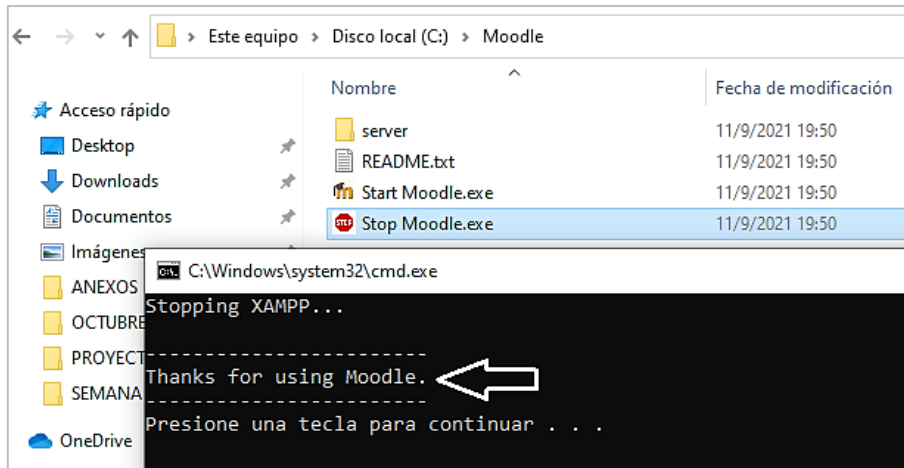 Este equipo > Disco local (C:) > Moodle
Nombre Fecha de modificación
Acceso rápido
Desktop
Downloads
Documentos
Imágenes
ANEXOS
OCTUBRE
PROYECT
SEMANA
OneDrive
server 11/9/2021 19:50
README.txt 11/9/2021 19:50
Start Moodle.exe 11/9/2021 19:50
STOP Stop Moodle.exe 11/9/2021 19:50
C:\Windows\system32\cmd.exe
Stopping XAMPP...
------------------------
Thanks for using Moodle.
------------------------
Presione una tecla para continuar . . .